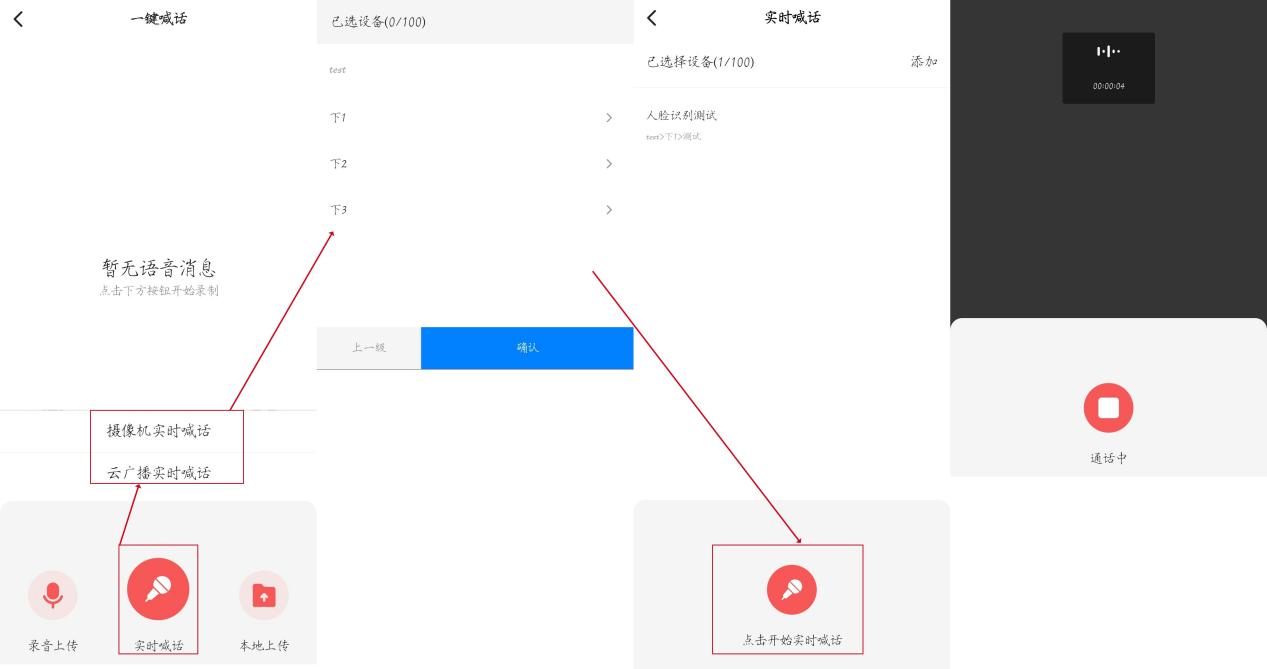 一键喊话
暂无语音消息
点击下方按钮开始录制
摄像机实时喊话
云广播实时喊话
录音上传
实时喊话
本地上传
已选设备(0/100)
test
下1
下2
下3
上一级
确认
实时喊话
已选择设备(1/100)
添加
人脸识别测试
test>下1>测试
点击开始实时喊话
00:00:04
通话中